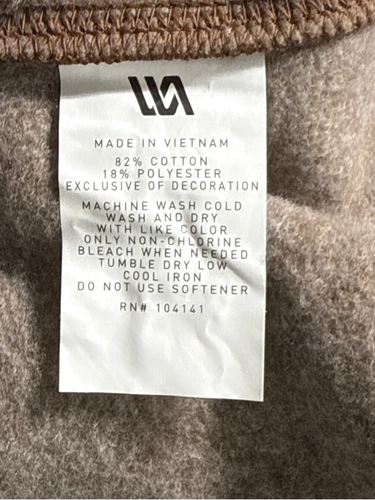 MADE IN VIETNAM
82% COTTON
18% POLYESTER
EXCLUSIVE OF DECORATION
MACHINE WASH COLD
WASH AND DRY
WITH LIKE COLOR
ONLY NON-CHLORINE
BLEACH WHEN NEEDED
TUMBLE DRY LOW
COOL IRON
DO NOT USE SOFTENER
RN# 104141